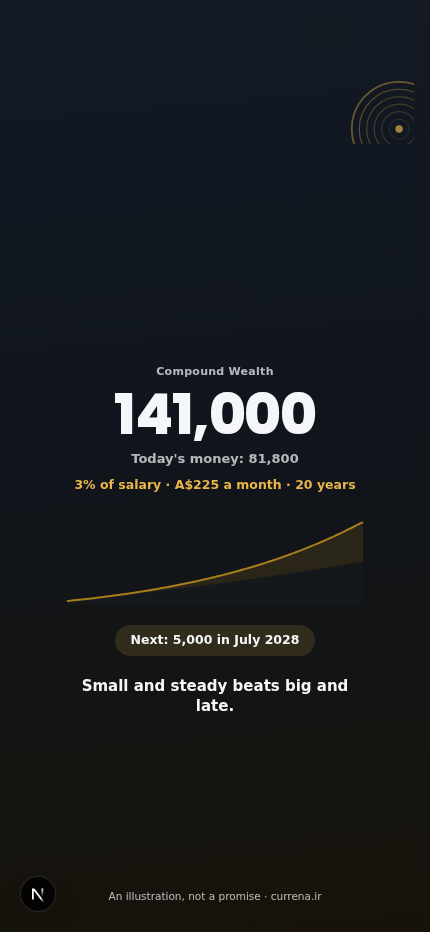 Compound Wealth
141,000
Today's money: 81,800
3% of salary · A$225 a month · 20 years
Next: 5,000 in July 2028
Small and steady beats big and
late.
An illustration, not a promise · currena.ir
N